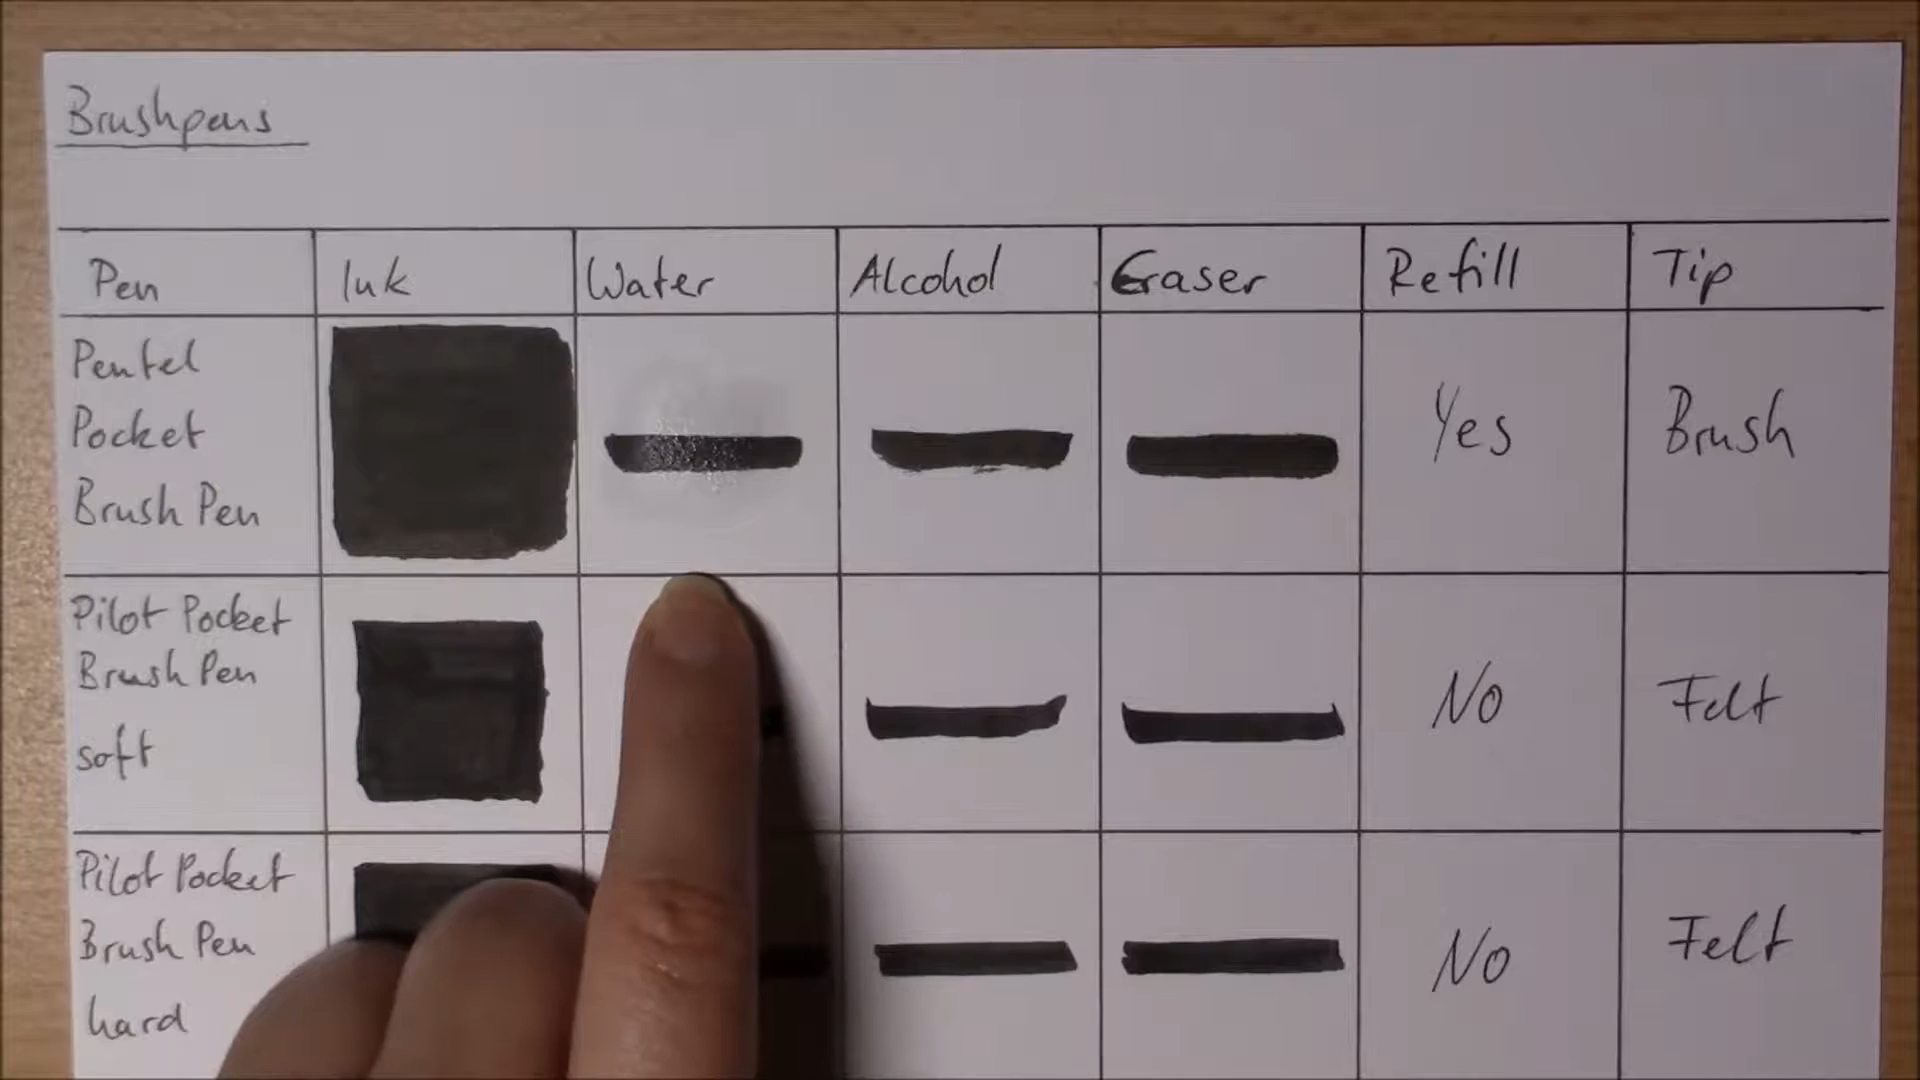 Brushpens
Pen Ink Water Alcohol Eraser Refill Tip
Pentel
Pocket
Brush Pen
Yes
Brush
Pilot Pocket
Brush Pen
soft
No
Felt
Pilot Pocket
Brush Pen
hard
No
Felt